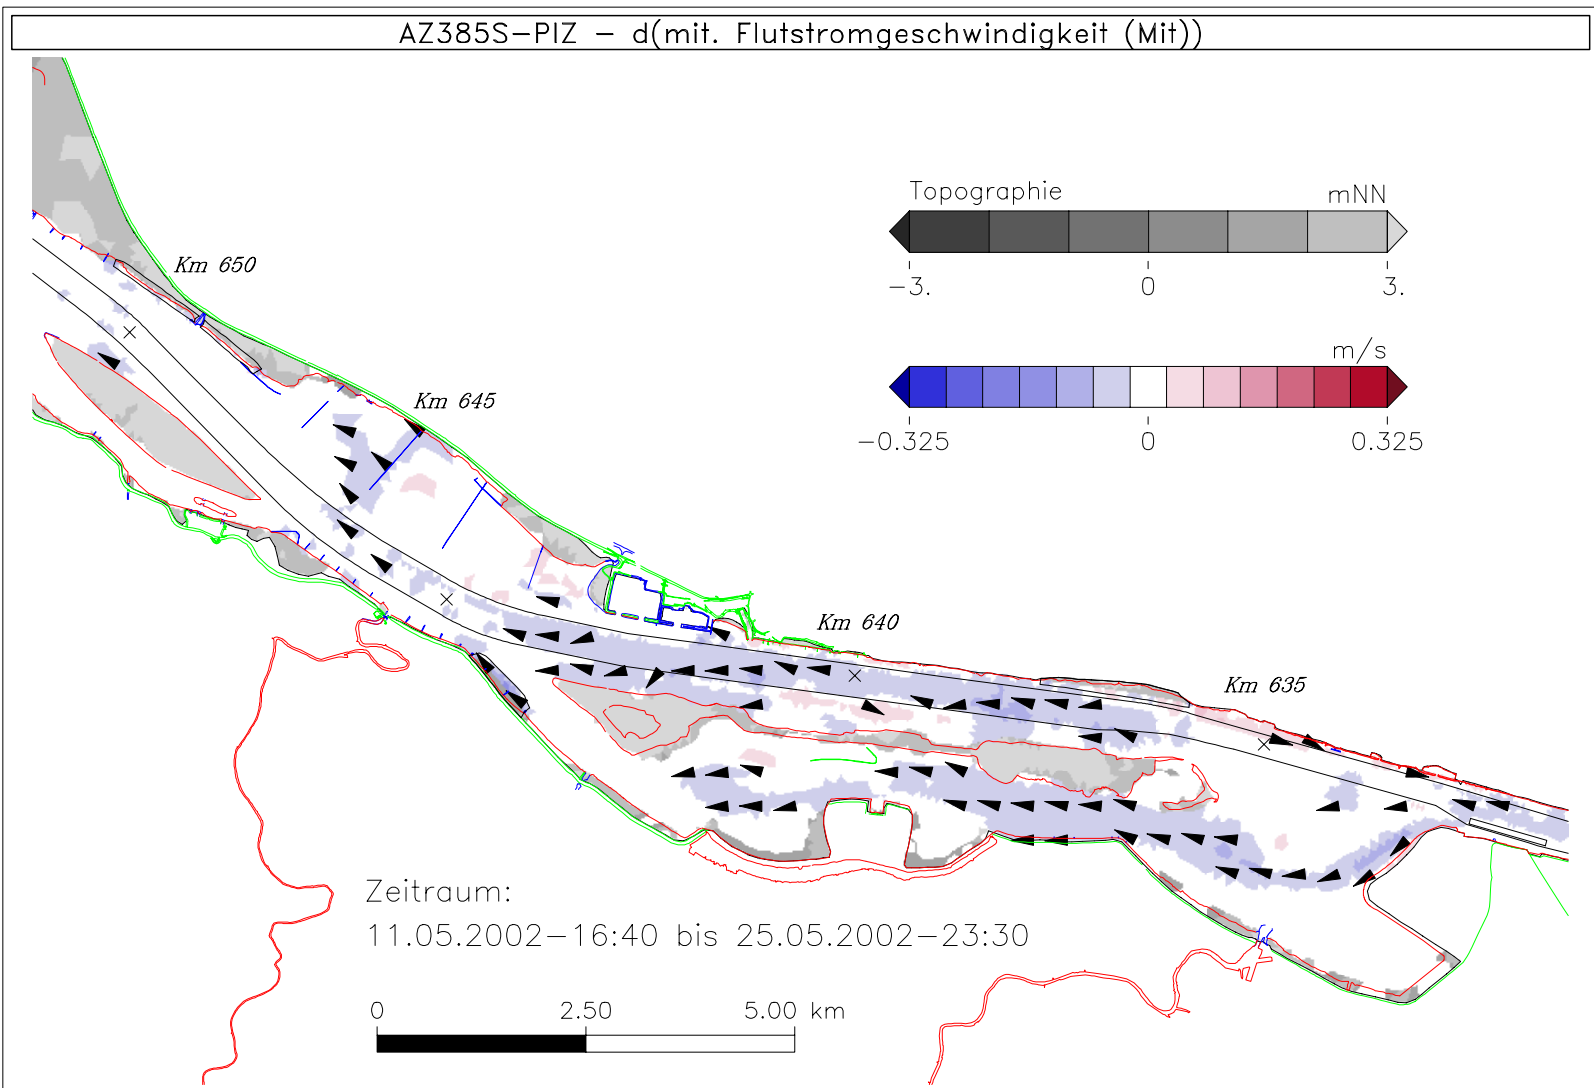 AZ385S-PIZ - d(mit. Flutstromgeschwindigkeit (Mit))
Topographie mNN
-3. 0 3.
Km 650
m/s
-0.325 0 0.325
Km 645
Km 640
Km 635
Zeitraum:
11.05.2002-16:40 bis 25.05.2002-23:30
0 2.50 5.00 km